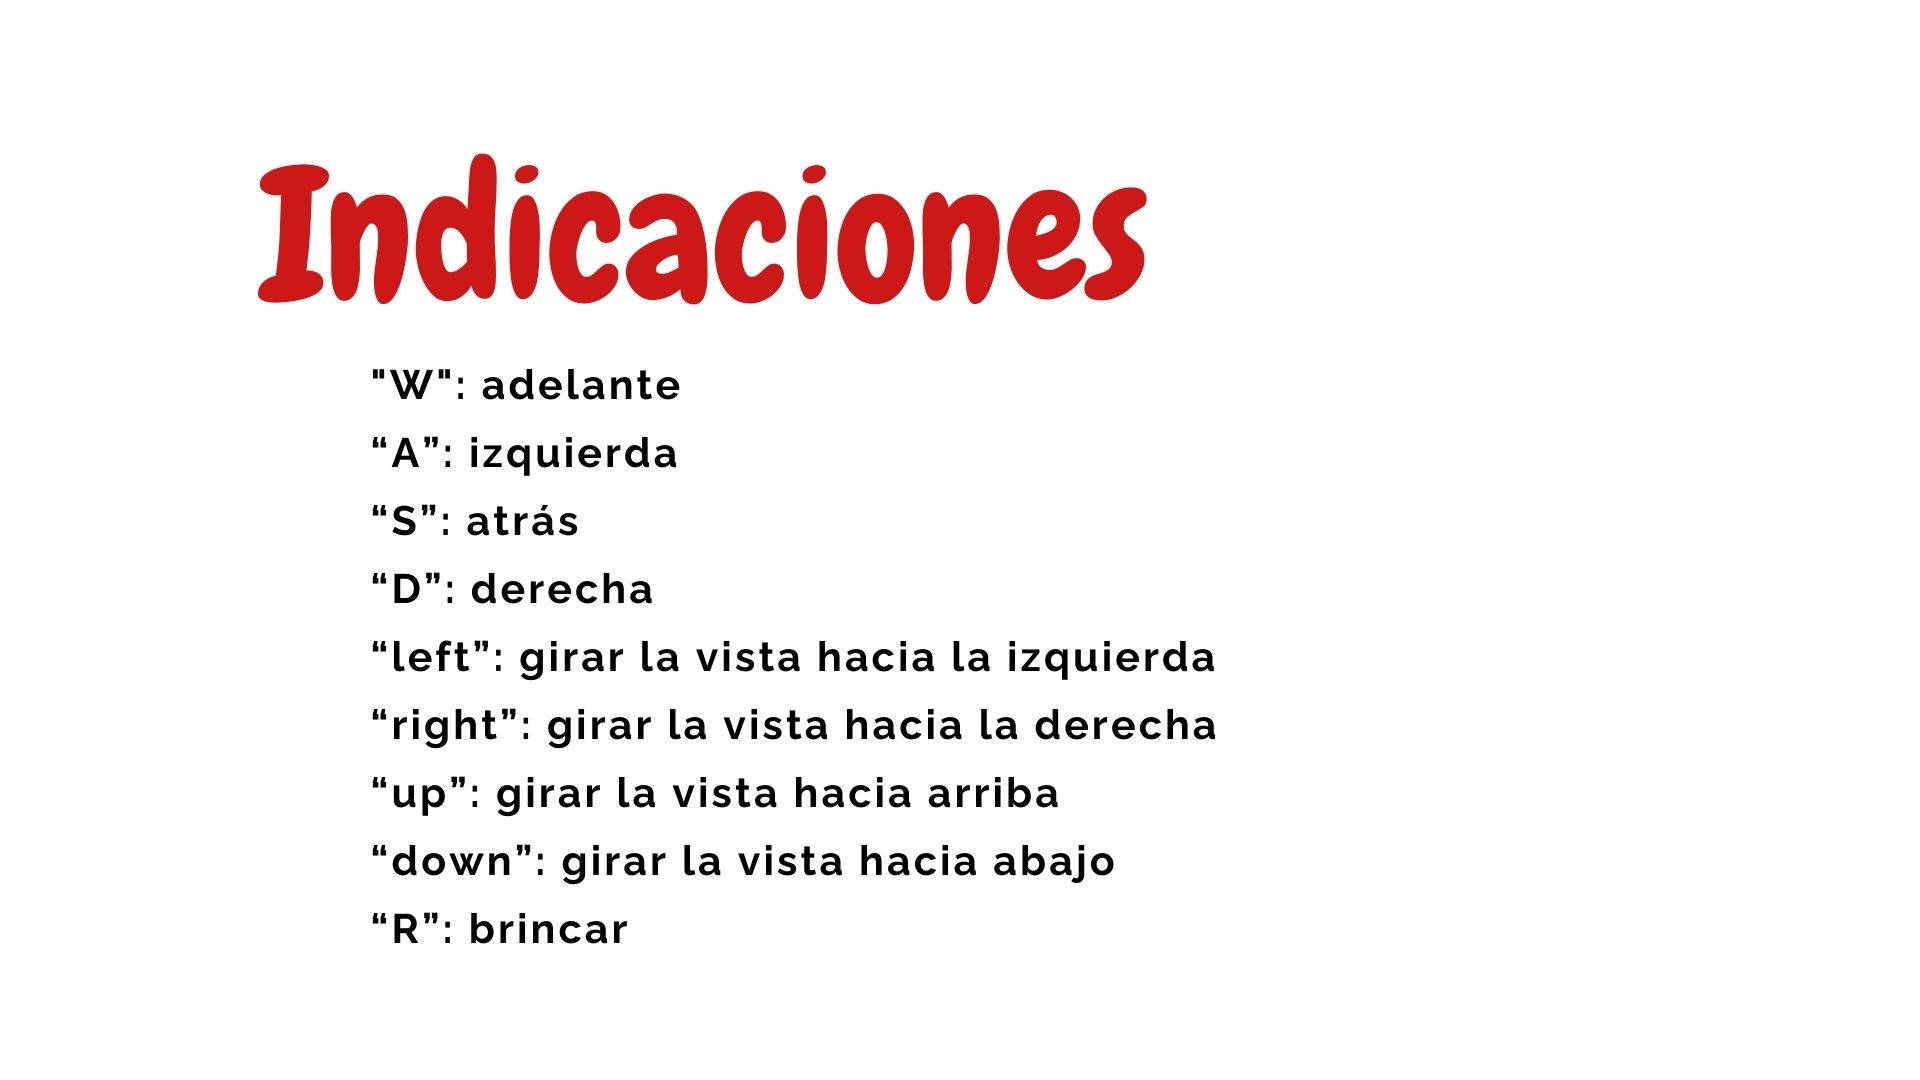 Indicaciones
"W": adelante
“A”: izquierda
“S”: atrás
“D”: derecha
“left”: girar la vista hacia la izquierda
“right”: girar la vista hacia la derecha
“up”: girar la vista hacia arriba
“down”: girar la vista hacia abajo
“R”: brincar